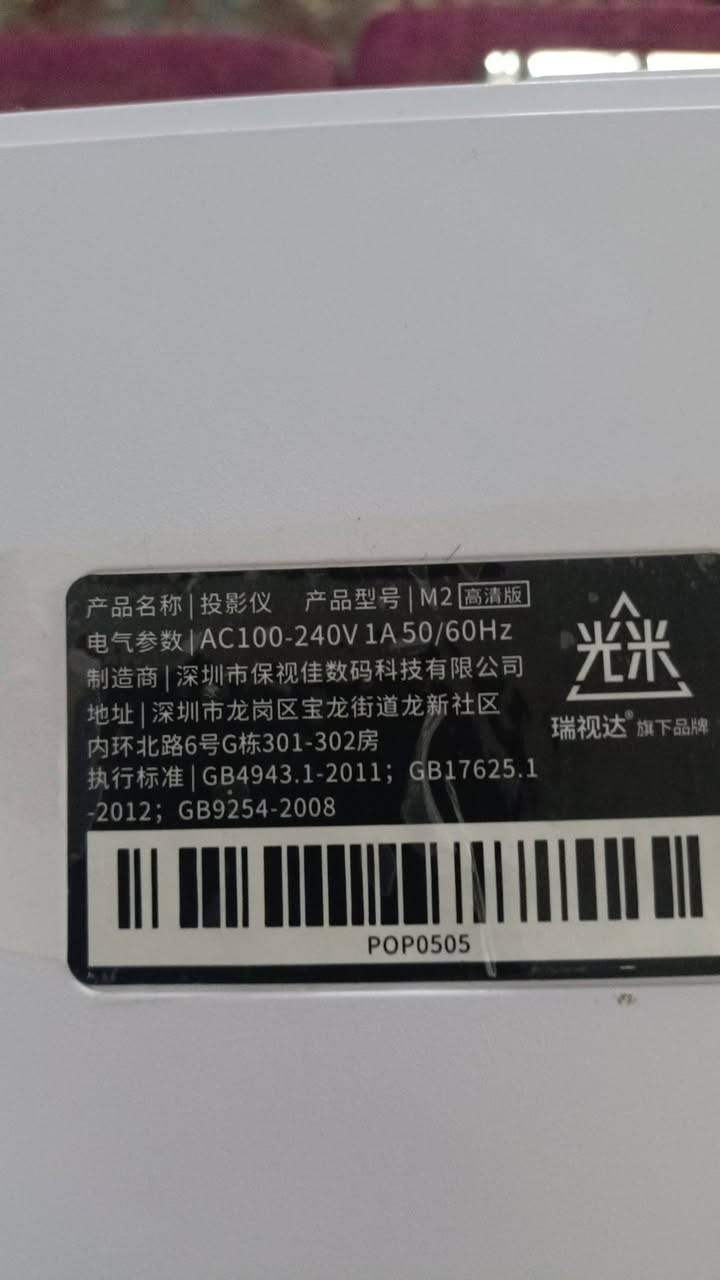 产品名称|投影仪 产品型号|M2 高清版
电气参数|AC100-240V 1A 50/60Hz
制造商|深圳市保视佳数码科技有限公司
地址|深圳市龙岗区宝龙街道龙新社区
内环北路6号G栋301-302房
执行标准|GB4943.1-2011；GB17625.1
-2012；GB9254-2008
光米
瑞视达® 旗下品牌
POP0505